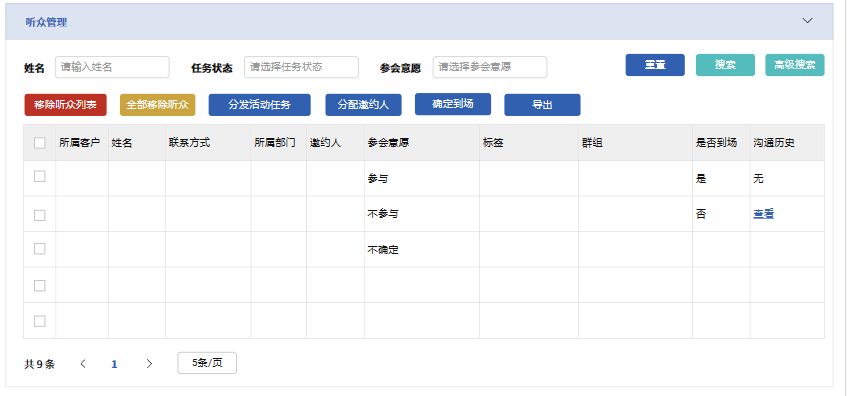 听众管理
姓名 请输入姓名 任务状态 请选择任务状态 参会意愿 请选择参会意愿 重置 搜索 高级搜索
移除听众列表 全部移除听众 分发活动任务 分配邀约人 确定到场 导出
所属客户 姓名 联系方式 所属部门 邀约人 参会意愿 标签 群组 是否到场 沟通历史
参与 是 无
不参与 否 查看
不确定
共9条 1 5条/页